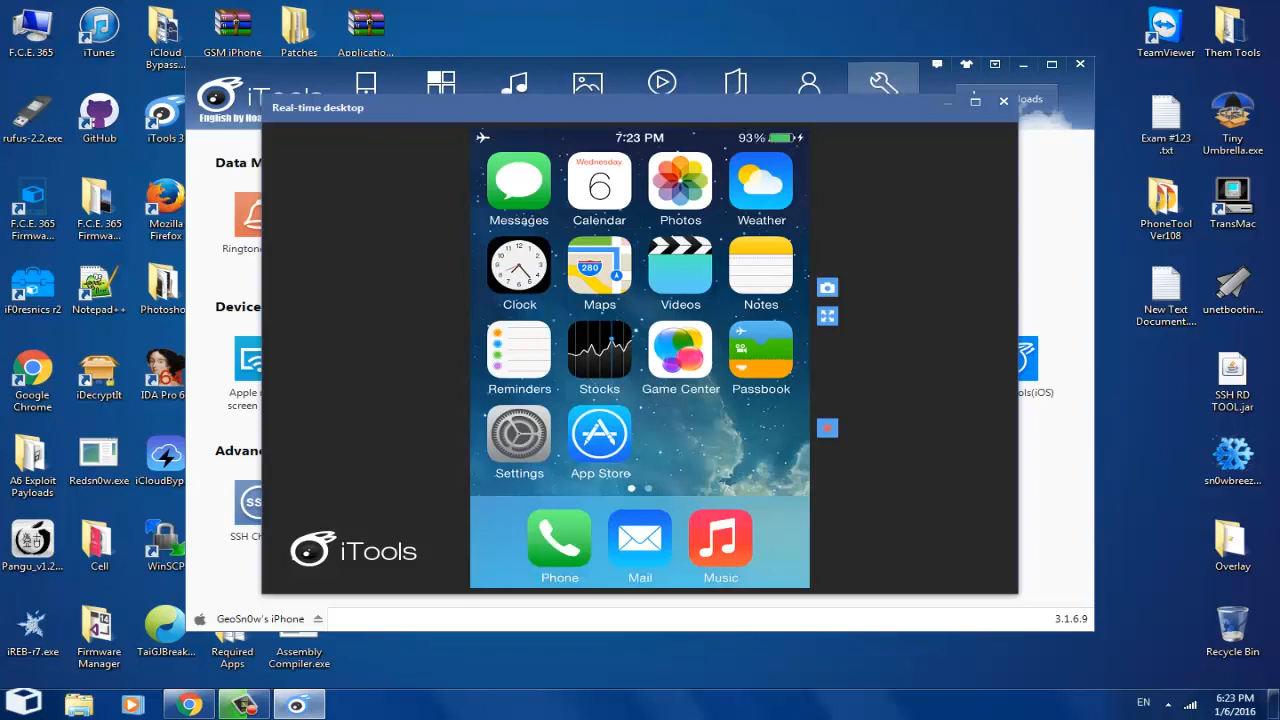 F.C.E. 365
iTunes
iCloud
Bypass...
GSM iPhone
Patches
Applicatio...
TeamViewer
Them Tools
iTools
English by Hoa
Real-time desktop
loads
rufus-2.2.exe
GitHub
iTools 3
Exam #123
.txt
Tiny
Umbrella.exe
Data M
7:23 PM
93%
Wednesday
6
Messages
Calendar
Photos
Weather
F.C.E. 365
Firmwa...
F.C.E. 365
Firmwa...
Mozilla
Firefox
Ringtone
PhoneTool
Ver108
TransMac
280
Clock
Maps
Videos
Notes
iF0resnics r2
Notepad++
Photosho
Device
New Text
Document....
unetbootin...
Reminders
Stocks
Game Center
Passbook
Google
Chrome
iDecryptIt
IDA Pro 6
Apple
screen
ols(iOS)
SSH RD
TOOL.jar
Settings
App Store
Advan
A6 Exploit
Payloads
Redsn0w.exe
iCloudByp
SSH
SSH Ch
sn0wbreez...
Phone
Mail
Music
iTools
Pangu_v1.2...
Cell
WinSCP
Overlay
GeoSn0w's iPhone
3.1.6.9
iREB-r7.exe
Firmware
Manager
TaiGJBreak...
Required
Apps
Assembly
Compiler.exe
Recycle Bin
EN
6:23 PM
1/6/2016